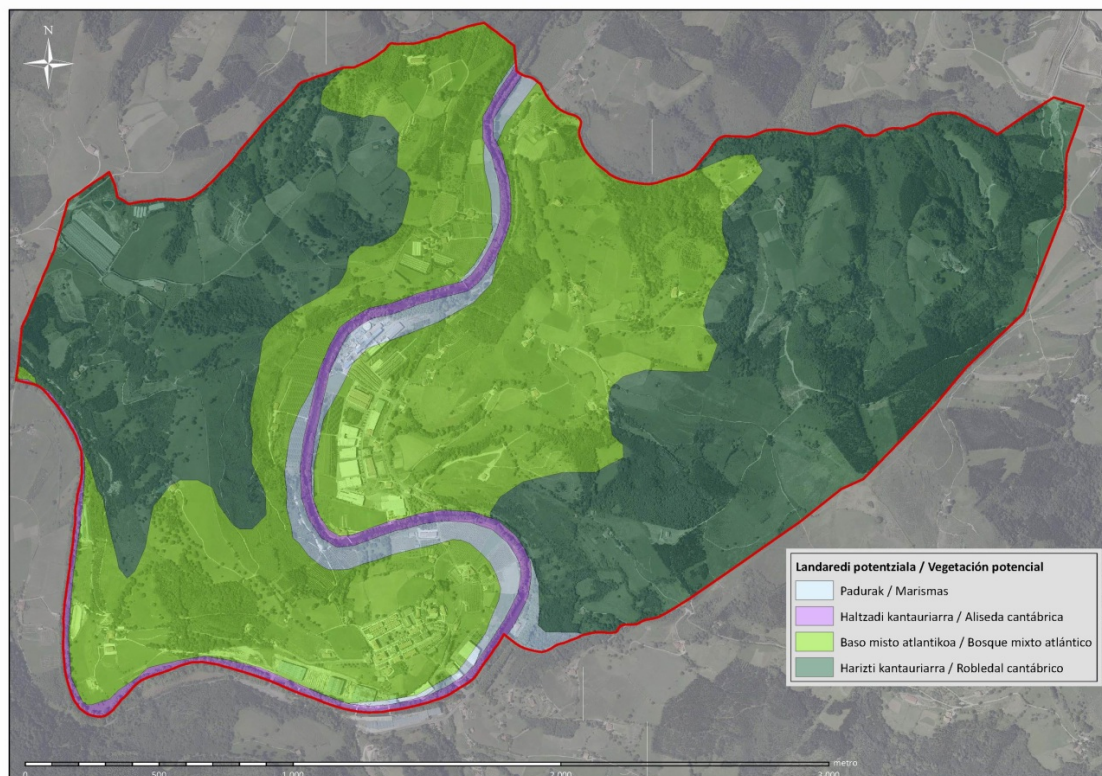 N
Landaredi potentziala / Vegetación potencial
Padurak / Marismas
Haltzadi kantauriarra / Aliseda cantábrica
Baso misto atlantikoa / Bosque mixto atlántico
Harizti kantauriarra / Robledal cantábrico
metro
0 500 1.000 2.000 3.000